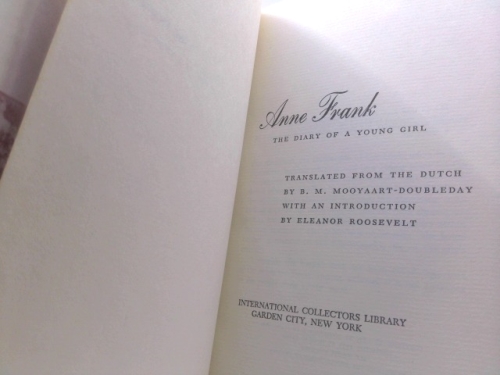 Anne Frank
THE DIARY OF A YOUNG GIRL
TRANSLATED FROM THE DUTCH
BY B. M. MOOYAART-DOUBLEDAY
WITH AN INTRODUCTION
BY ELEANOR ROOSEVELT
INTERNATIONAL COLLECTORS LIBRARY
GARDEN CITY, NEW YORK